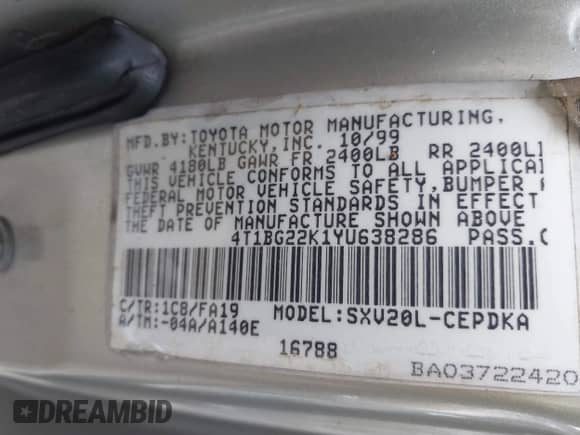 MFD.BY:TOYOTA MOTOR MANUFACTURING,
KENTUCKY,INC. 10/99
GVWR 4180LB GAWR FR 2400LB RR 2400L
THIS VEHICLE CONFORMS TO ALL APPLICA
FEDERAL MOTOR VEHICLE SAFETY,BUMPER
THEFT PREVENTION STANDARDS IN EFFECT
THE DATE OF MANUFACTURE SHOWN ABOVE
4T1BG22K1YU638286 PASS.C
C/TR:1C8/FA19 MODEL:SXV20L-CEPDKA
A/TM:-04A/A140E
16788
BA03722420
DREAMBID